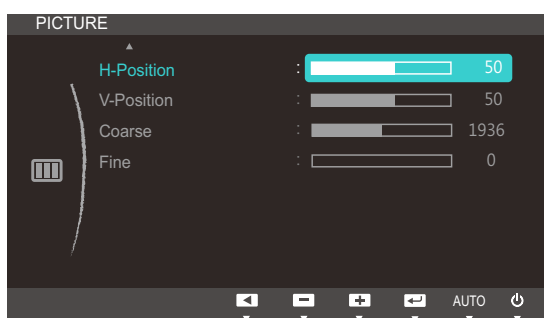 PICTURE
H-Position : 50
V-Position : 50
Coarse : 1936
Fine : 0
AUTO